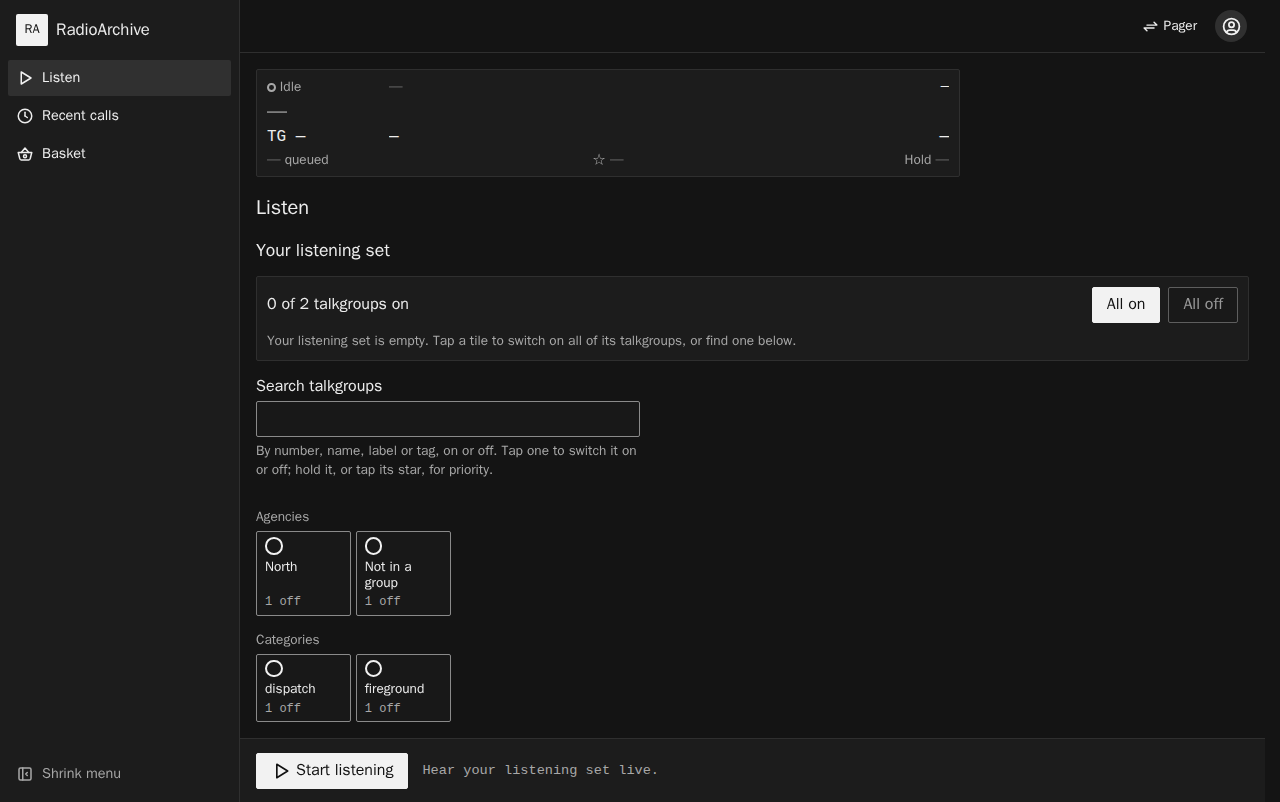 RA RadioArchive
Pager
Listen
Recent calls
Basket
Idle — –
—
TG – – –
— queued ☆ — Hold —
Listen
Your listening set
0 of 2 talkgroups on
All on All off
Your listening set is empty. Tap a tile to switch on all of its talkgroups, or find one below.
Search talkgroups
By number, name, label or tag, on or off. Tap one to switch it on
or off; hold it, or tap its star, for priority.
Agencies
North
1 off
Not in a
group
1 off
Categories
dispatch
1 off
fireground
1 off
Shrink menu
Start listening Hear your listening set live.